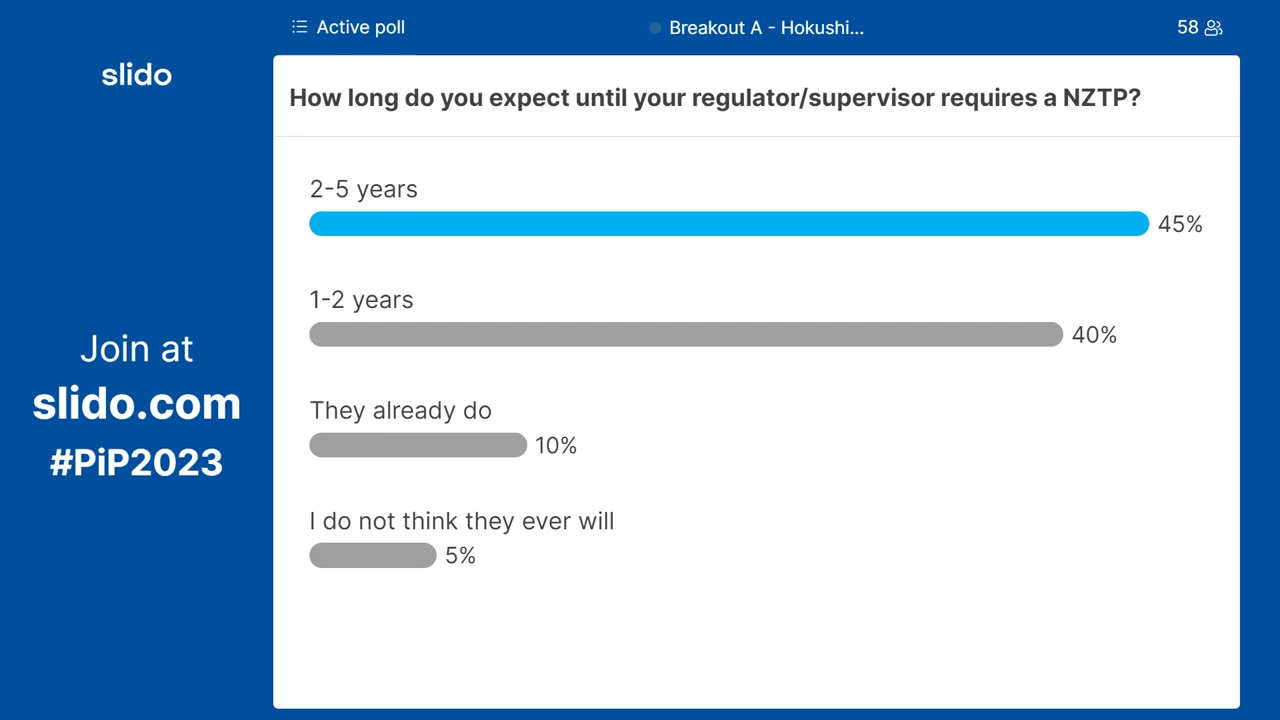 Active poll
Breakout A - Hokushi...
58
slido
How long do you expect until your regulator/supervisor requires a NZTP?
2-5 years
45%
1-2 years
40%
They already do
10%
I do not think they ever will
5%
Join at
slido.com
#PiP2023